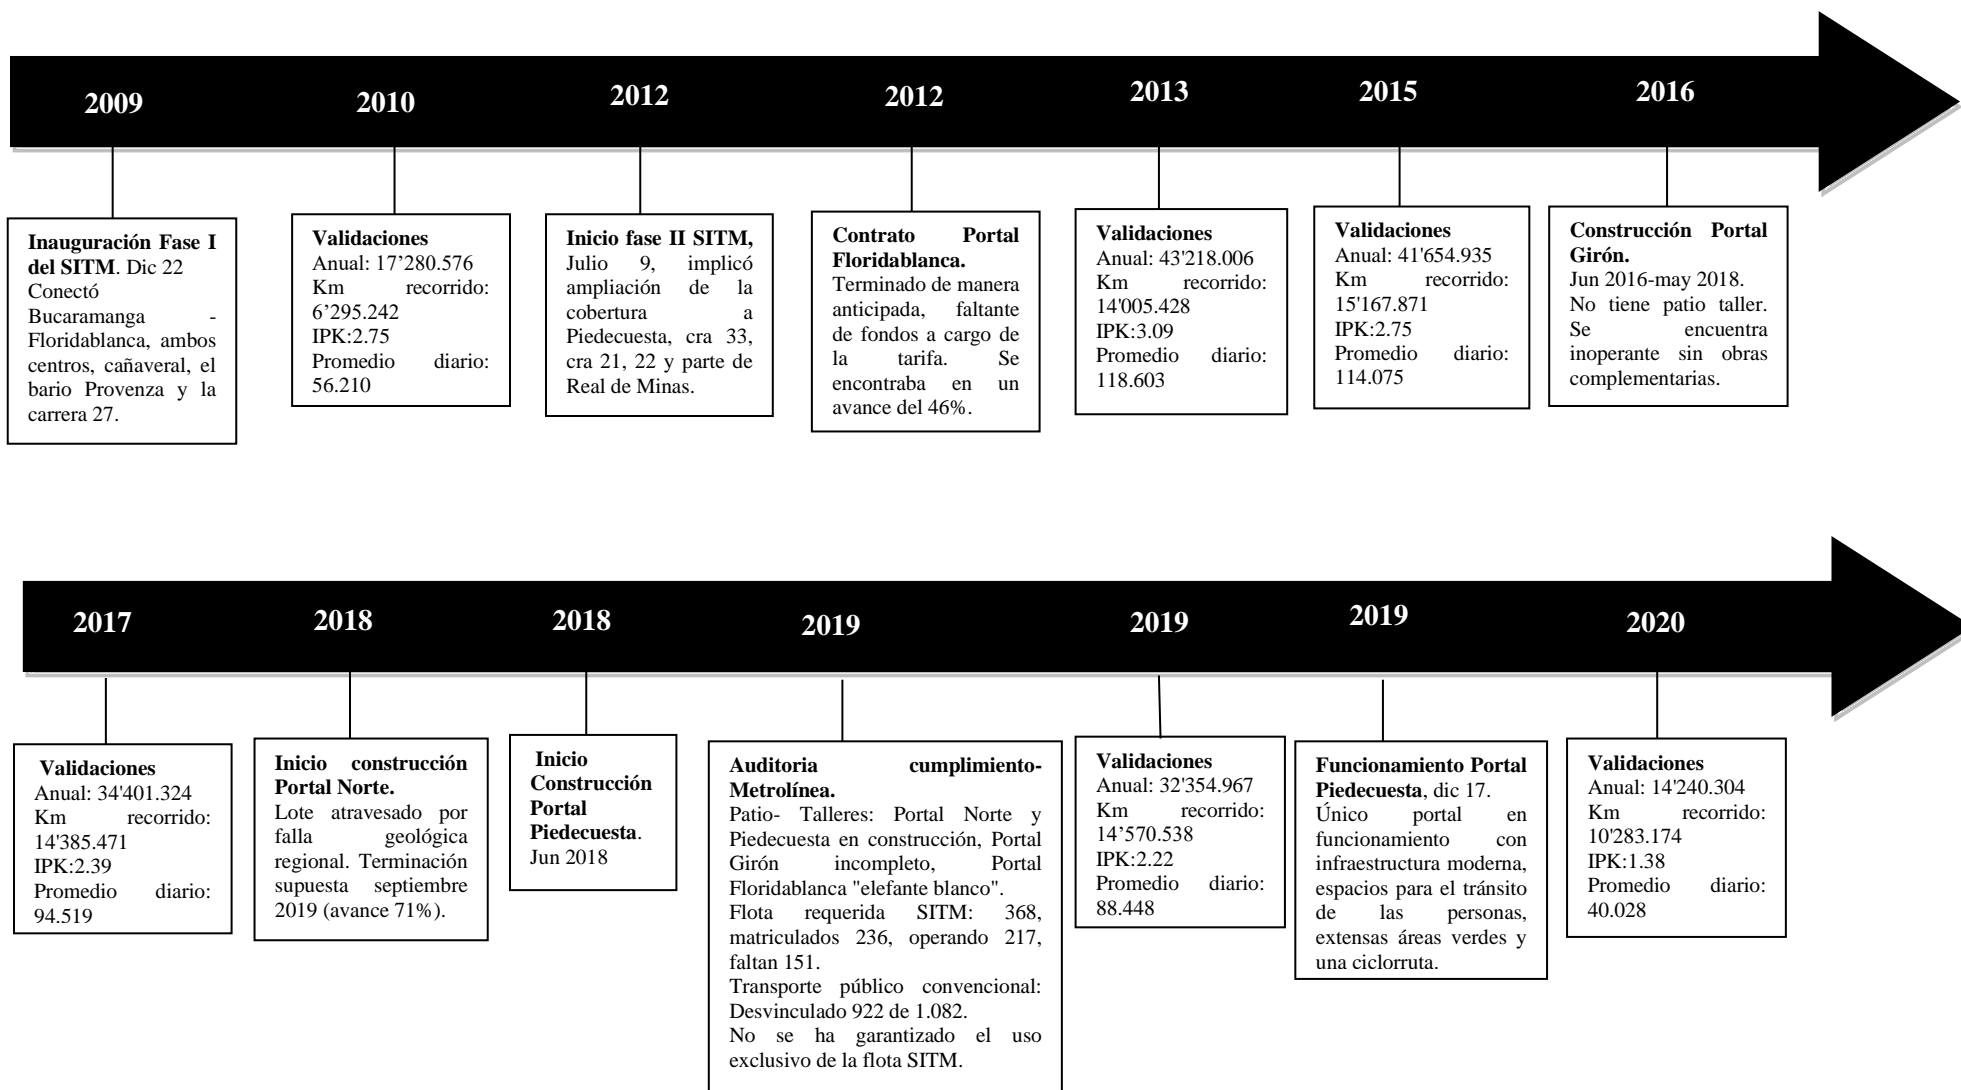 2009
2010
2012
2012
2013
2015
2016
Inauguración Fase I
del SITM. Dic 22
Conectó
Bucaramanga -
Floridablanca, ambos
centros, cañaveral, el
bario Provenza y la
carrera 27.
Validaciones
Anual: 17’280.576
Km recorrido:
6’295.242
IPK:2.75
Promedio diario:
56.210
Inicio fase II SITM,
Julio 9, implicó
ampliación de la
cobertura a
Piedecuesta, cra 33,
cra 21, 22 y parte de
Real de Minas.
Contrato Portal
Floridablanca.
Terminado de manera
anticipada, faltante
de fondos a cargo de
la tarifa. Se
encontraba en un
avance del 46%.
Validaciones
Anual: 43'218.006
Km recorrido:
14'005.428
IPK:3.09
Promedio diario:
118.603
Validaciones
Anual: 41'654.935
Km recorrido:
15'167.871
IPK:2.75
Promedio diario:
114.075
Construcción Portal
Girón.
Jun 2016-may 2018.
No tiene patio taller.
Se encuentra
inoperante sin obras
complementarias.
2017
2018
2018
2019
2019
2019
2020
Validaciones
Anual: 34'401.324
Km recorrido:
14'385.471
IPK:2.39
Promedio diario:
94.519
Inicio construcción
Portal Norte.
Lote atravesado por
falla geológica
regional. Terminación
supuesta septiembre
2019 (avance 71%).
Inicio
Construcción
Portal
Piedecuesta.
Jun 2018
Auditoria cumplimiento-
Metrolínea.
Patio- Talleres: Portal Norte y
Piedecuesta en construcción, Portal
Girón incompleto, Portal
Floridablanca "elefante blanco".
Flota requerida SITM: 368,
matriculados 236, operando 217,
faltan 151.
Transporte público convencional:
Desvinculado 922 de 1.082.
No se ha garantizado el uso
exclusivo de la flota SITM.
Validaciones
Anual: 32'354.967
Km recorrido:
14’570.538
IPK:2.22
Promedio diario:
88.448
Funcionamiento Portal
Piedecuesta, dic 17.
Único portal en
funcionamiento con
infraestructura moderna,
espacios para el tránsito
de las personas,
extensas áreas verdes y
una ciclorruta.
Validaciones
Anual: 14'240.304
Km recorrido:
10'283.174
IPK:1.38
Promedio diario:
40.028